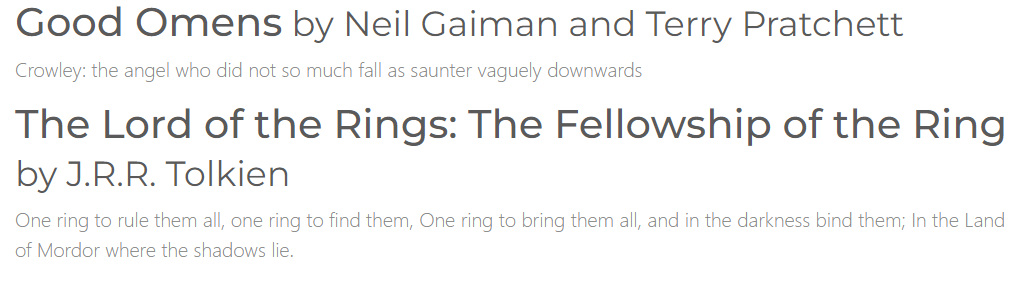 Good Omens by Neil Gaiman and Terry Pratchett
Crowley: the angel who did not so much fall as saunter vaguely downwards
The Lord of the Rings: The Fellowship of the Ring
by J.R.R. Tolkien
One ring to rule them all, one ring to find them, One ring to bring them all, and in the darkness bind them; In the Land
of Mordor where the shadows lie.